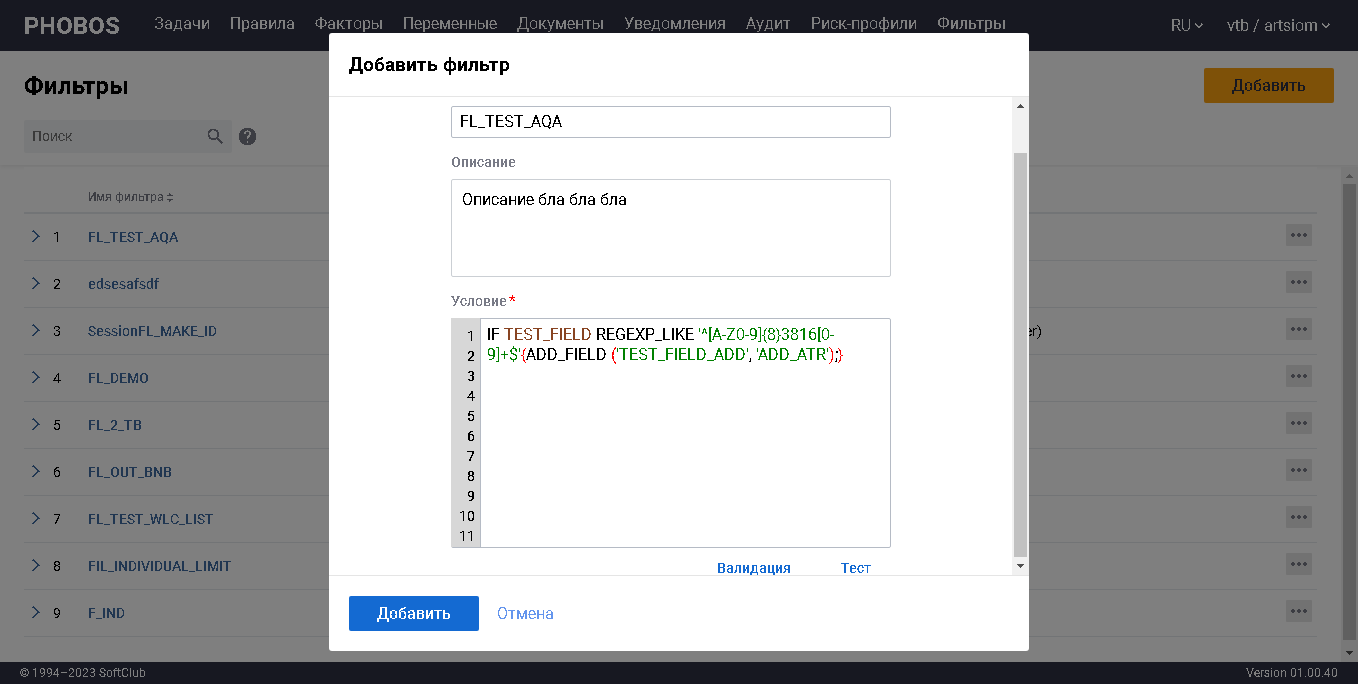 PHOBOS Задачи Правила Факторы Переменные Документы Уведомления Аудит Риск-профили Фильтры RU vtb / artsiom
Фильтры
Добавить
Поиск
?
Имя фильтра
1 FL_TEST_AQA
2 edsesafsdf
3 SessionFL_MAKE_ID
4 FL_DEMO
5 FL_2_TB
6 FL_OUT_BNB
7 FL_TEST_WLC_LIST
8 FIL_INDIVIDUAL_LIMIT
9 F_IND
Добавить фильтр
FL_TEST_AQA
Описание
Описание бла бла бла
Условие *
1 IF TEST_FIELD REGEXP_LIKE '^[A-Z0-9]{8}3816[0-
2 9]+$'{ADD_FIELD ('TEST_FIELD_ADD', 'ADD_ATR');}
3
4
5
6
7
8
9
10
11
Валидация Тест
Добавить Отмена
© 1994–2023 SoftClub Version 01.00.40